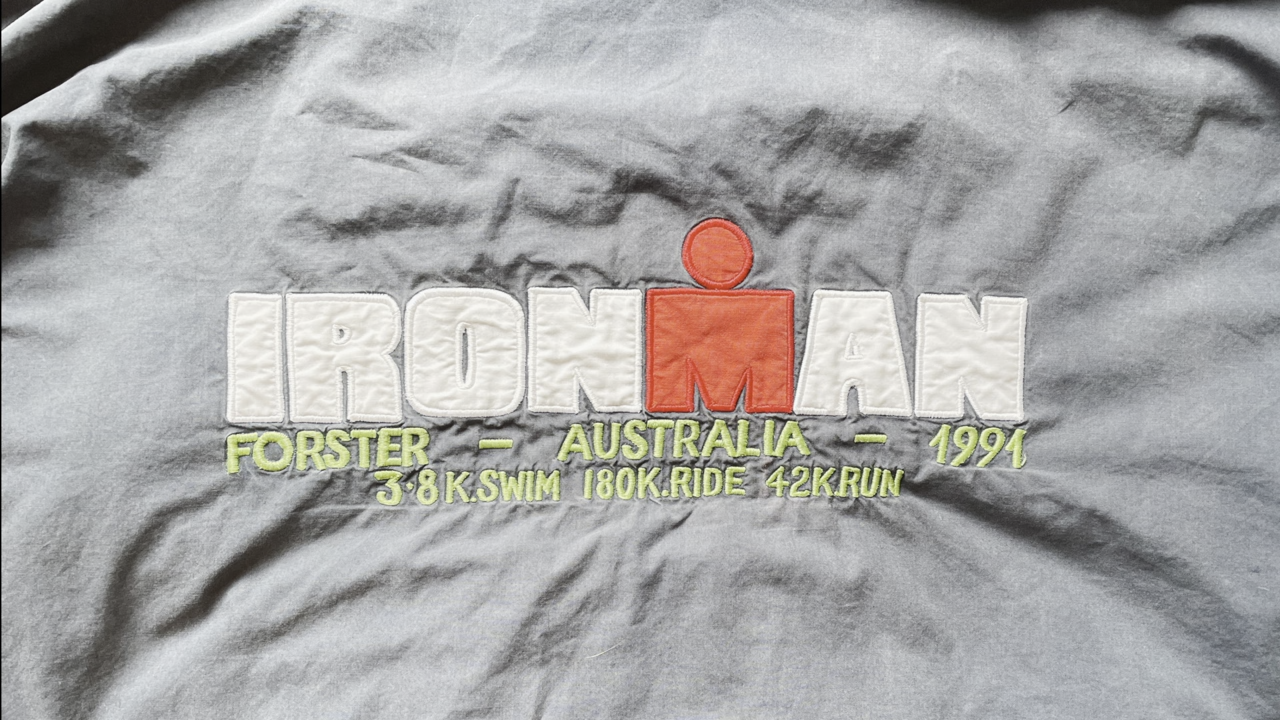 IRONMAN
FORSTER – AUSTRALIA – 1991
3·8K.SWIM 180K.RIDE 42K.RUN